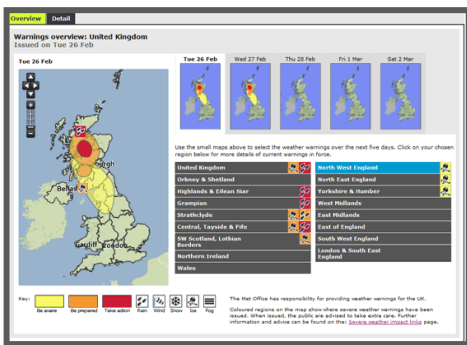 Overview Detail
Warnings overview: United Kingdom
Issued on Tue 26 Feb
Tue 26 Feb
Tue 26 Feb Wed 27 Feb Thu 28 Feb Fri 1 Mar Sat 2 Mar
Use the small maps above to select the weather warnings over the next five days. Click on your chosen
region below for more details of current warnings in force.
United Kingdom North West England
Orkney & Shetland North East England
Highlands & Eilean Siar Yorkshire & Humber
Grampian West Midlands
Strathclyde East Midlands
Central, Tayside & Fife East of England
SW Scotland, Lothian
Borders
South West England
Northern Ireland London & South East
England
Wales
Cardiff London
Key:
Be aware Be prepared Take action Rain Wind Snow Ice Fog
The Met Office has responsibility for providing weather warnings for the UK.
Coloured regions on the map show where severe weather warnings have been
issued. When issued, the public are advised to take extra care. Further
information and advice can be found on the: Severe weather impact links page.